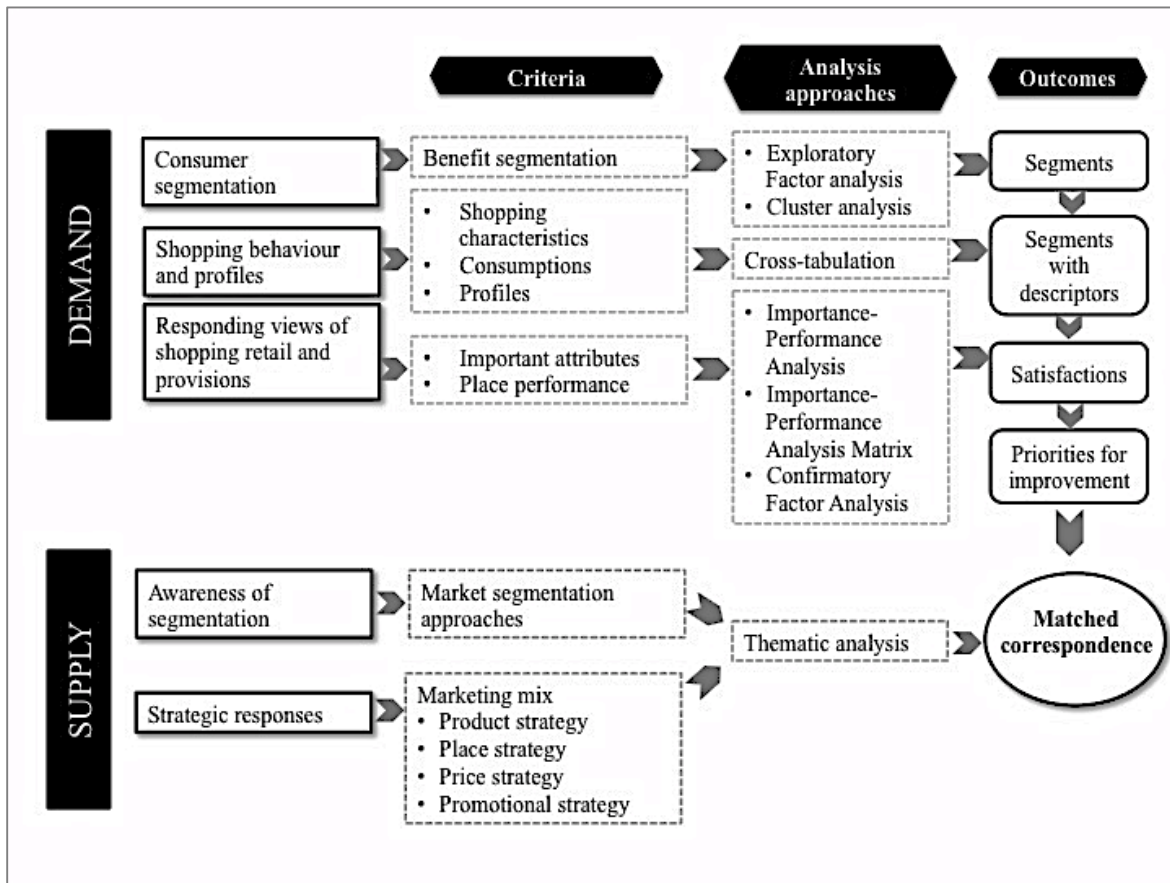 Criteria
Analysis
approaches
Outcomes
DEMAND
Consumer
segmentation
Benefit segmentation
• Exploratory
Factor analysis
• Cluster analysis
Segments
Shopping behaviour
and profiles
• Shopping
characteristics
• Consumptions
• Profiles
Cross-tabulation
Segments
with
descriptors
Responding views of
shopping retail and
provisions
• Important attributes
• Place performance
• Importance-
Performance
Analysis
• Importance-
Performance
Analysis Matrix
• Confirmatory
Factor Analysis
Satisfactions
Priorities for
improvement
SUPPLY
Awareness of
segmentation
Market segmentation
approaches
Thematic analysis
Matched
correspondence
Strategic responses
Marketing mix
• Product strategy
• Place strategy
• Price strategy
• Promotional strategy